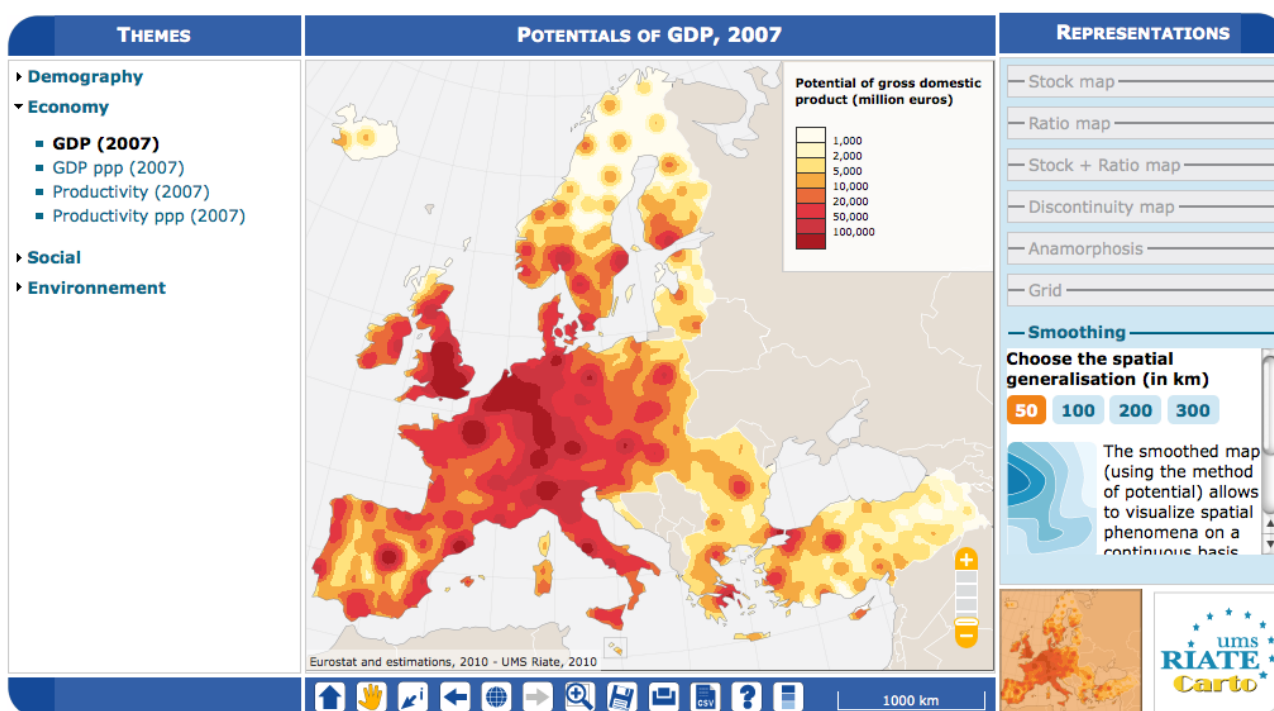 THEMES
Demography
Economy
GDP (2007)
GDP ppp (2007)
Productivity (2007)
Productivity ppp (2007)
Social
Environnement
POTENTIALS OF GDP, 2007
Potential of gross domestic
product (million euros)
1,000
2,000
5,000
10,000
20,000
50,000
100,000
Eurostat and estimations, 2010 - UMS Riate, 2010
i
CSV
?
1000 km
REPRESENTATIONS
Stock map
Ratio map
Stock + Ratio map
Discontinuity map
Anamorphosis
Grid
Smoothing
Choose the spatial
generalisation (in km)
50 100 200 300
The smoothed map
(using the method
of potential) allows
to visualize spatial
phenomena on a
continuous basis
+
−
ums
RIATE
Carto